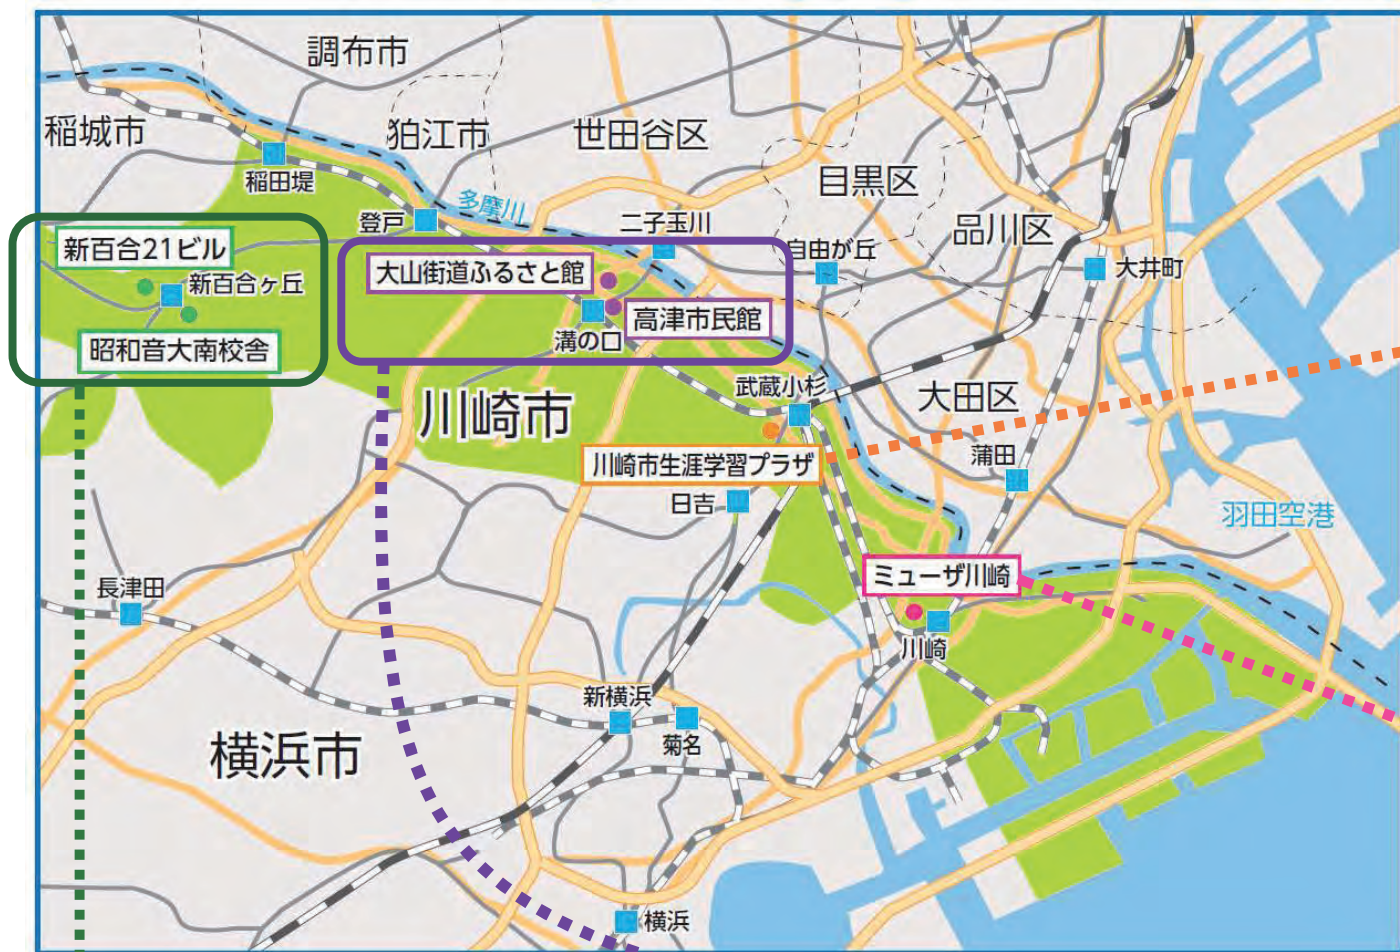 調布市
稲城市
狛江市
世田谷区
目黒区
稲田堤
登戸
多摩川
二子玉川
品川区
自由が丘
大井町
新百合21ビル
新百合ヶ丘
昭和音大南校舎
大山街道ふるさと館
高津市民館
溝の口
川崎市
武蔵小杉
大田区
川崎市生涯学習プラザ
蒲田
日吉
羽田空港
ミューザ川崎
長津田
川崎
新横浜
菊名
横浜市
横浜